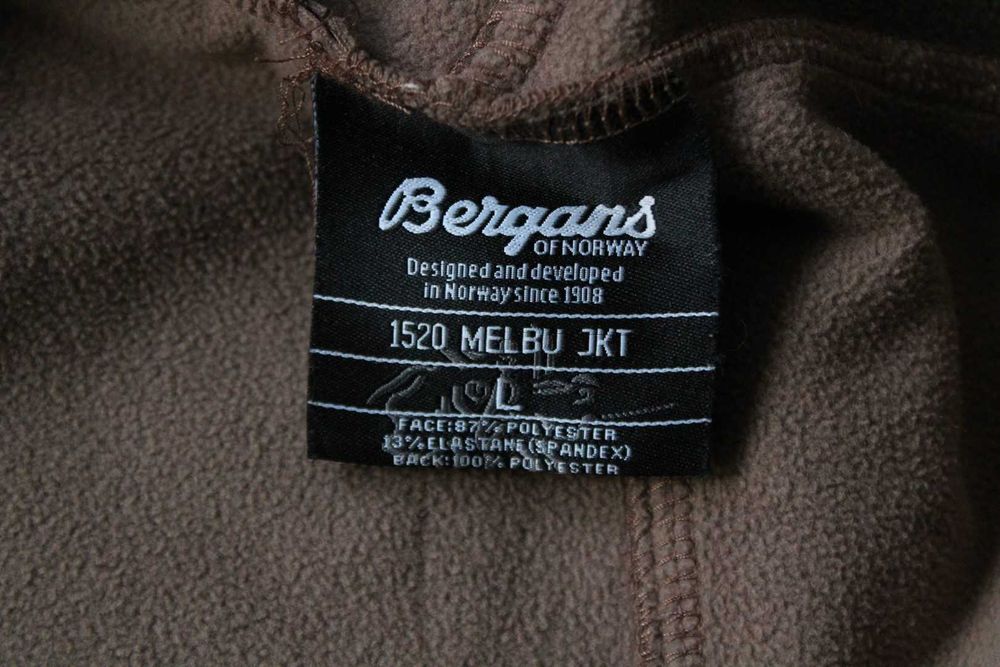 Bergans
OF NORWAY
Designed and developed
in Norway since 1908
1520 MELBU JKT
L
FACE:87% POLYESTER
13% ELASTANE (SPANDEX)
BACK:100% POLYESTER